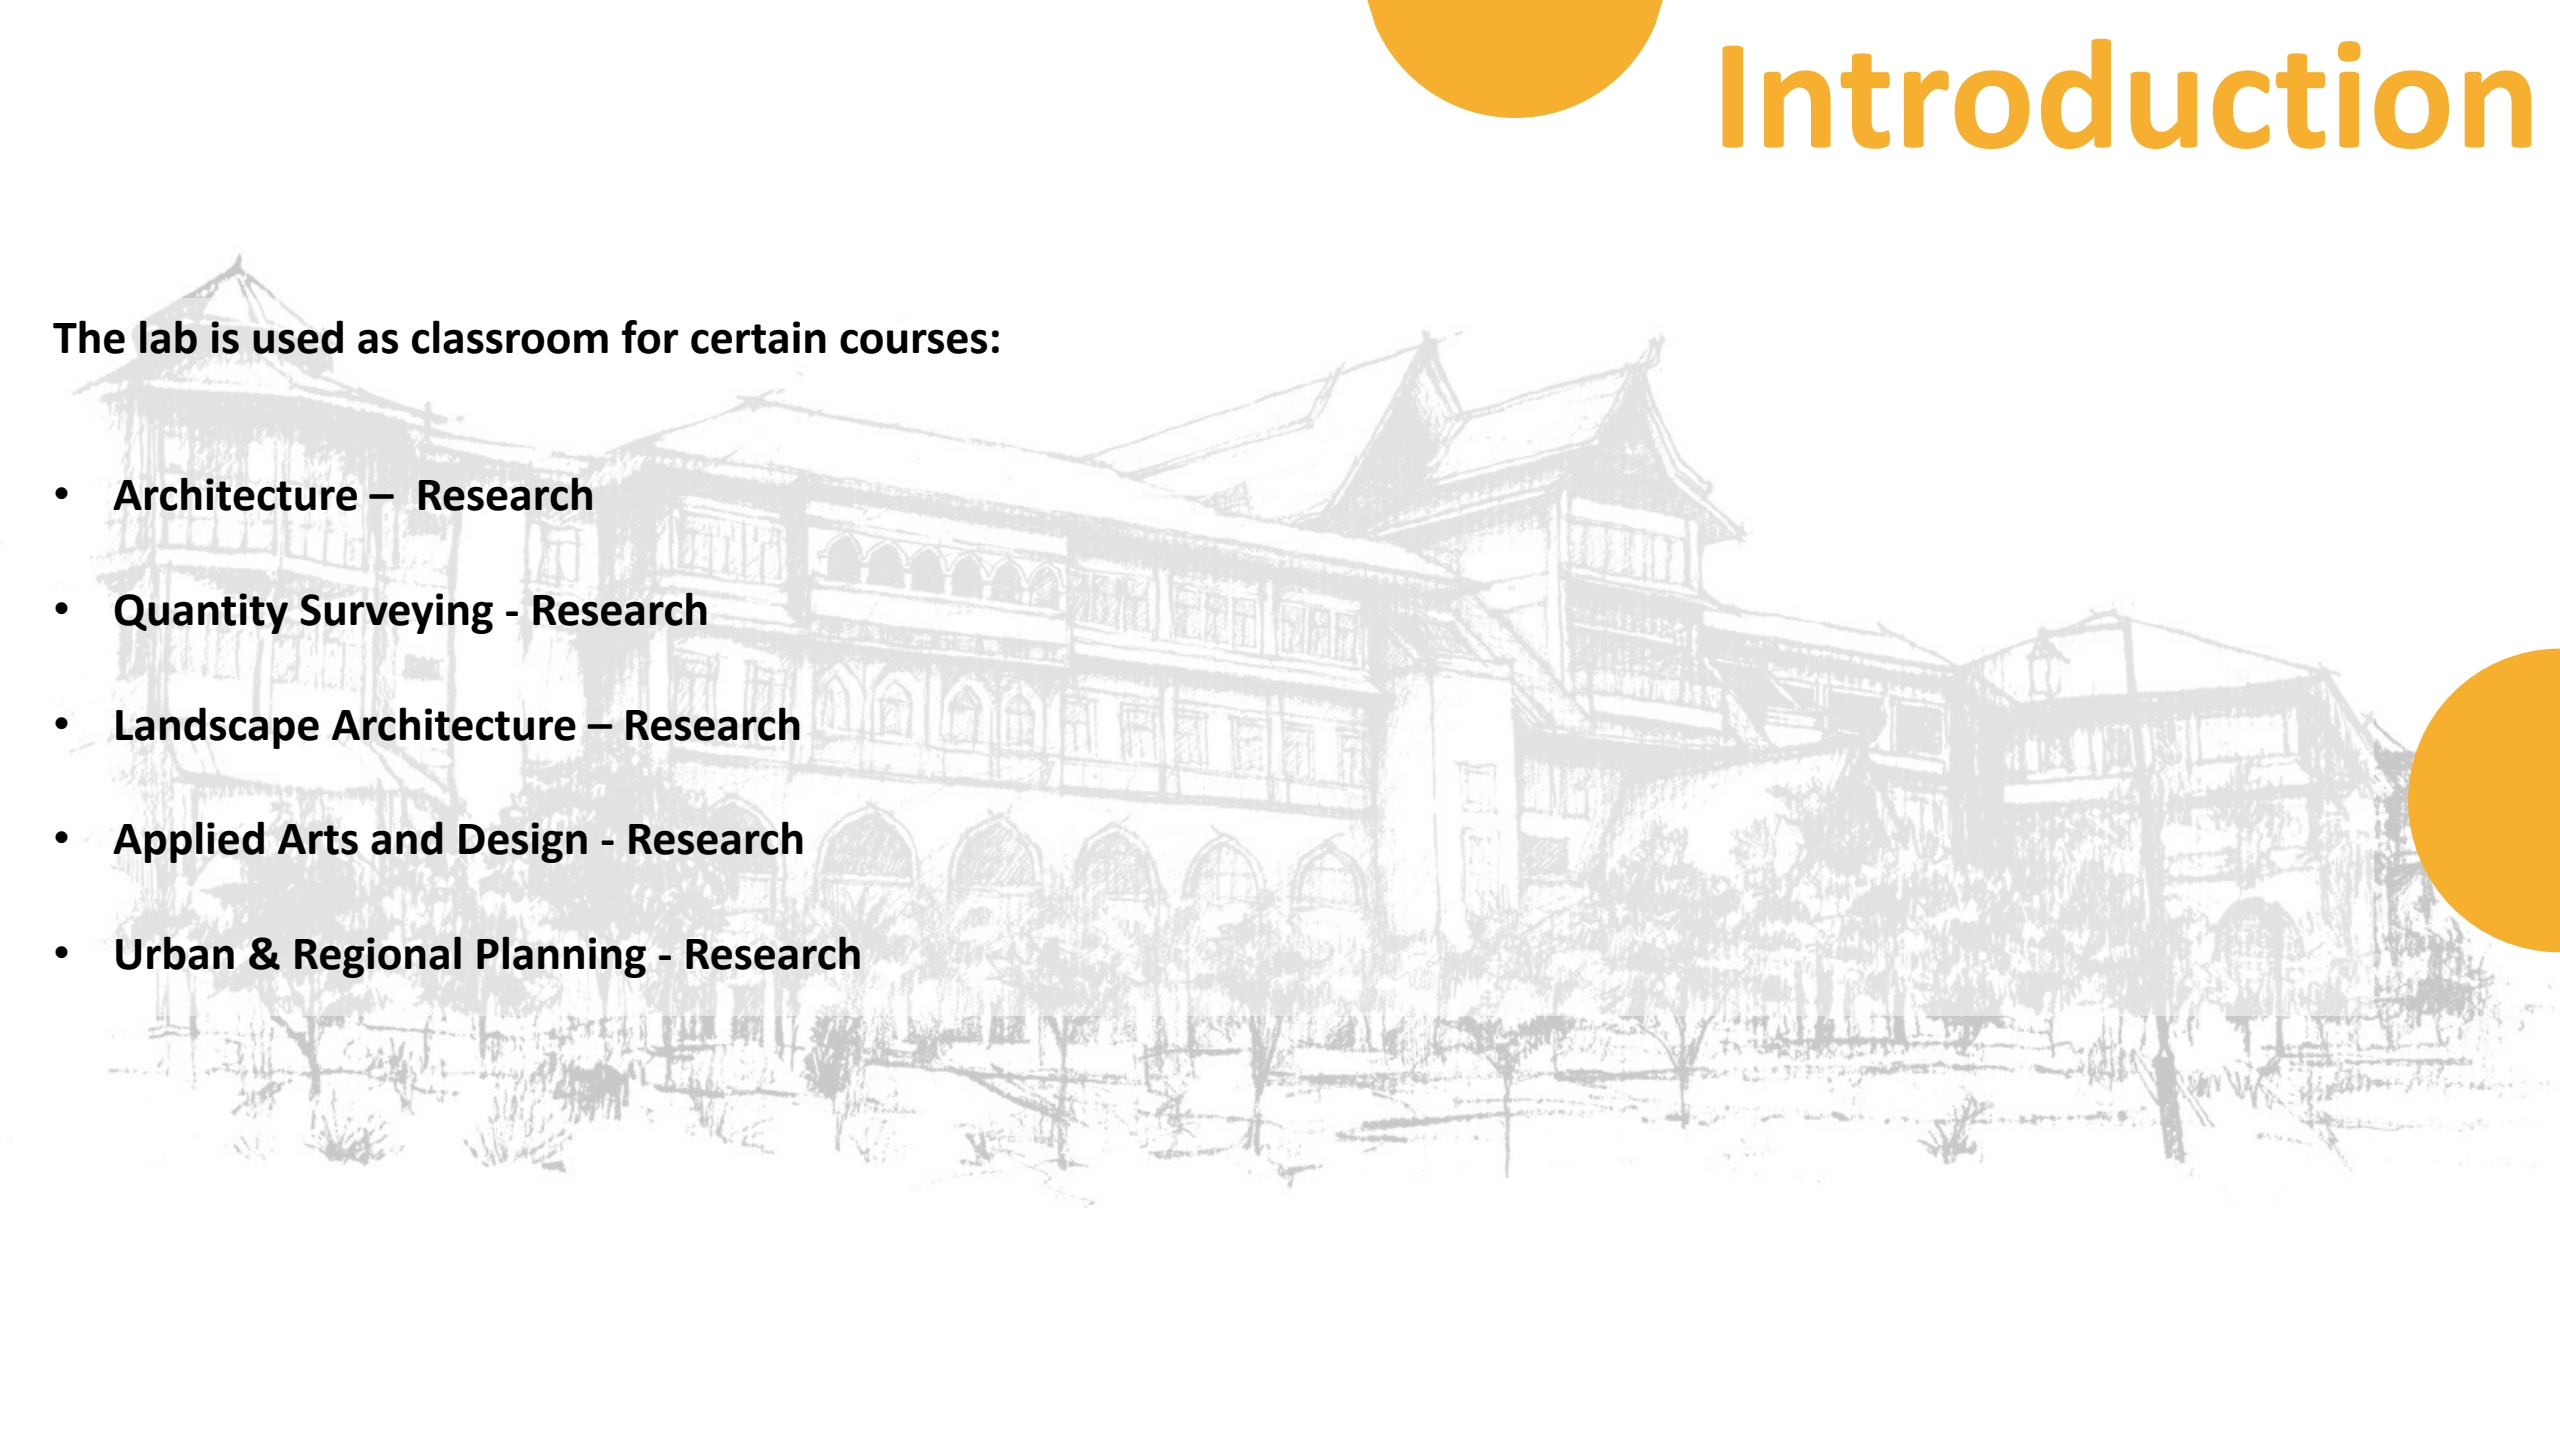 Introduction
The lab is used as classroom for certain courses:
• Architecture –  Research
• Quantity Surveying - Research
• Landscape Architecture – Research
• Applied Arts and Design - Research
• Urban & Regional Planning - Research